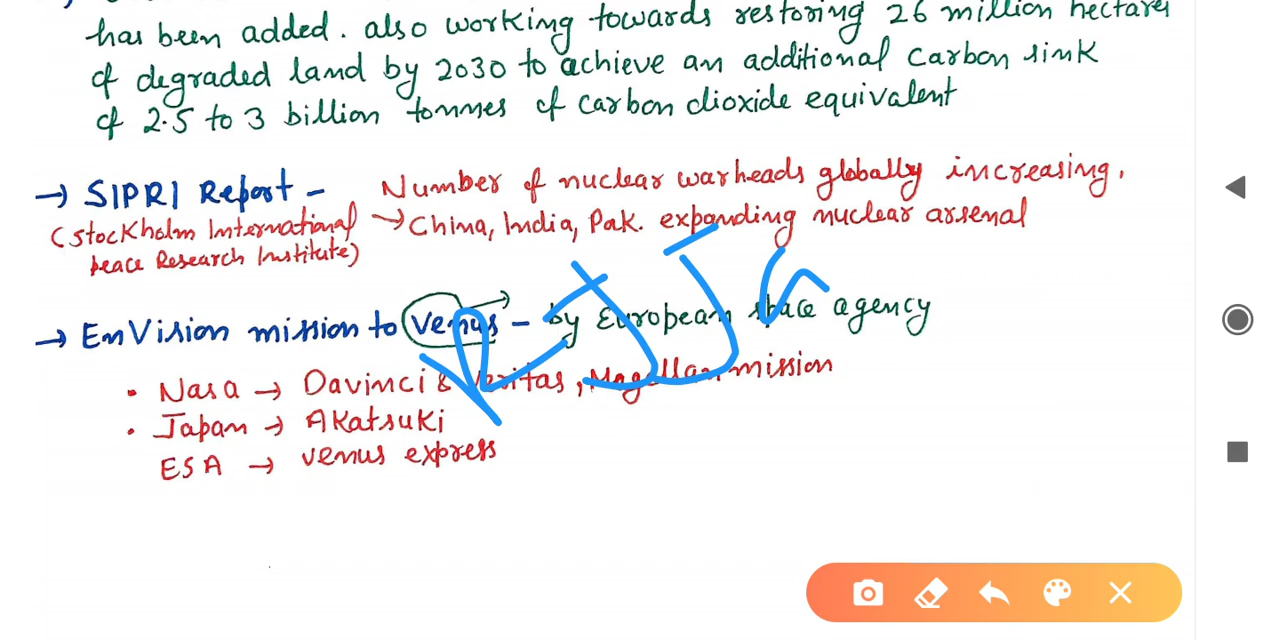 has been added. also working towards restoring 26 million hectares
of degraded land by 2030 to achieve an additional Carbon sink
of 2.5 to 3 billion tonnes of carbon dioxide equivalent
→ SIPRI Report - Number of nuclear warheads globally increasing.
(Stockholm International → China, India, Pak. expanding nuclear arsenal
peace Research Institute)
→ EnVision mission to Venus - by European space agency
• Nasa → Davinci & Veritas, Magellan mission
• Japan → Akatsuki
ESA → venus express